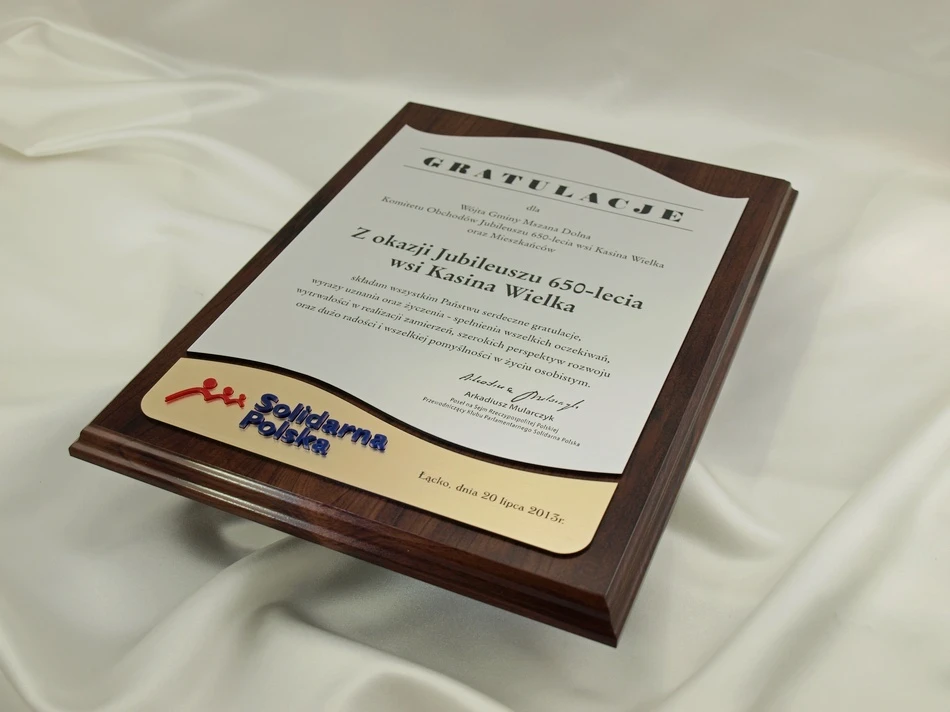 GRATULACJE
dla
Wójta Gminy Mszana Dolna
Komitetu Obchodów Jubileuszu 650-lecia wsi Kasina Wielka
oraz Mieszkańców
Z okazji Jubileuszu 650-lecia
wsi Kasina Wielka
składam wszystkim Państwu serdeczne gratulacje,
wyrazy uznania oraz życzenia - spełnienia wszelkich oczekiwań,
wytrwałości w realizacji zamierzeń, szerokich perspektyw rozwoju
oraz dużo radości i wszelkiej pomyślności w życiu osobistym.
Arkadiusz Mularczyk
Arkadiusz Mularczyk
Poseł na Sejm Rzeczypospolitej Polskiej
Przewodniczący Klubu Parlamentarnego Solidarna Polska
Solidarna
Polska
Łącko, dnia 20 lipca 2013r.